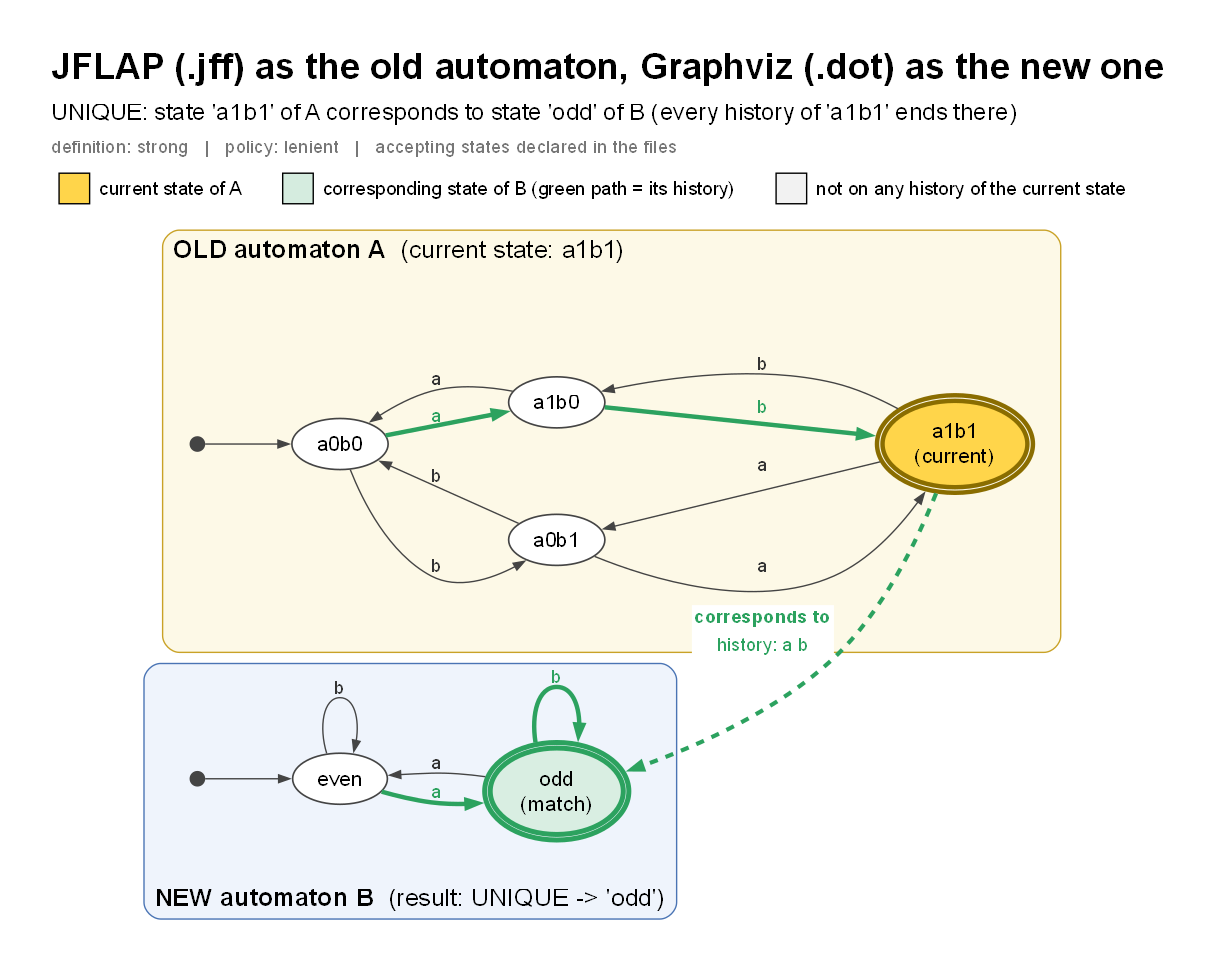 JFLAP (.jff) as the old automaton, Graphviz (.dot) as the new one
UNIQUE: state 'a1b1' of A corresponds to state 'odd' of B (every history of 'a1b1' ends there)
definition: strong | policy: lenient | accepting states declared in the files
current state of A
corresponding state of B (green path = its history)
not on any history of the current state
OLD automaton A (current state: a1b1)
b
a
a1b0
a
b
a1b1
(current)
a0b0
a
b
a0b1
b
a
corresponds to
history: a b
b
b
a
even
odd
(match)
a
NEW automaton B (result: UNIQUE -> 'odd')